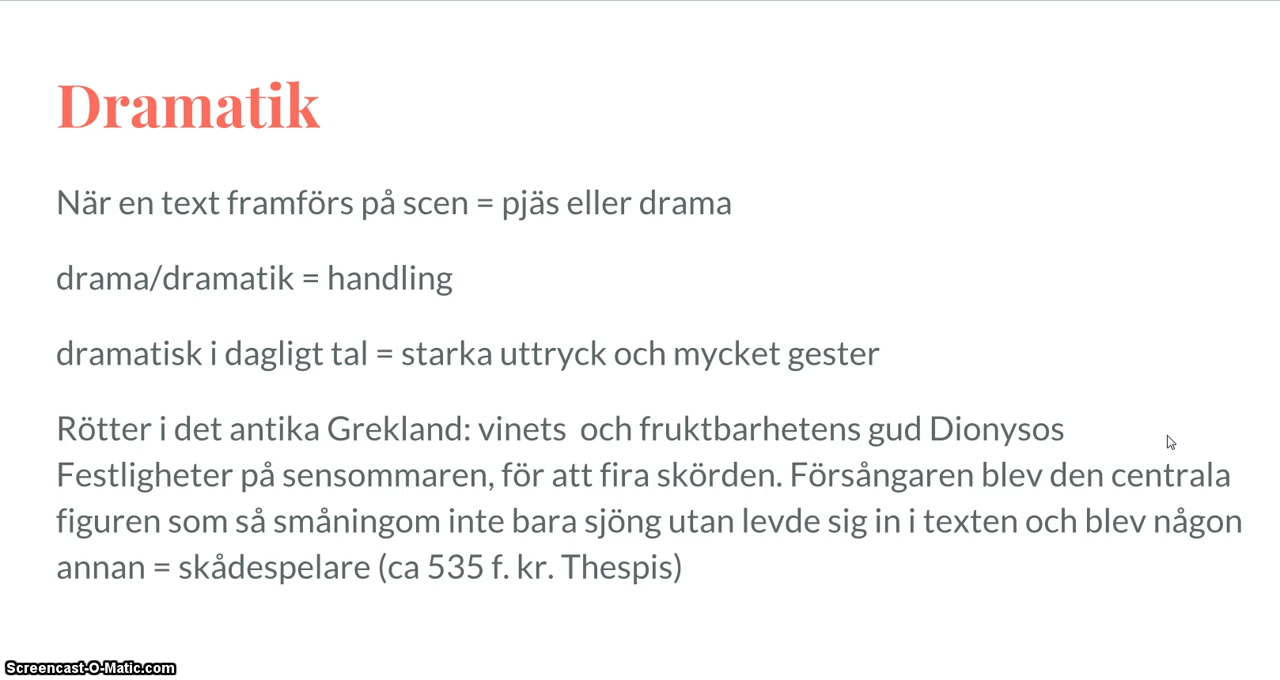 Dramatik
När en text framförs på scen = pjäs eller drama
drama/dramatik = handling
dramatisk i dagligt tal = starka uttryck och mycket gester
Rötter i det antika Grekland: vinets  och fruktbarhetens gud Dionysos
Festligheter på sensommaren, för att fira skörden. Försångaren blev den centrala
figuren som så småningom inte bara sjöng utan levde sig in i texten och blev någon
annan = skådespelare (ca 535 f. kr. Thespis)
Screencast-O-Matic.com